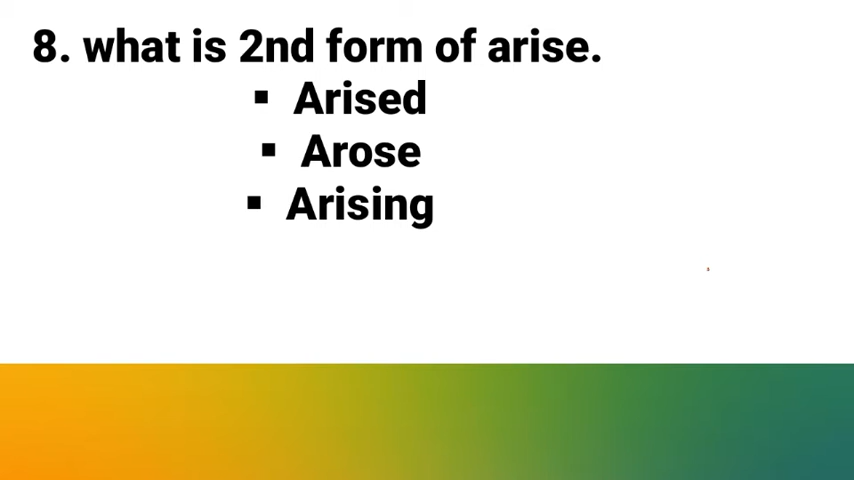 8. what is 2nd form of arise.
▪ Arised
▪ Arose
▪ Arising